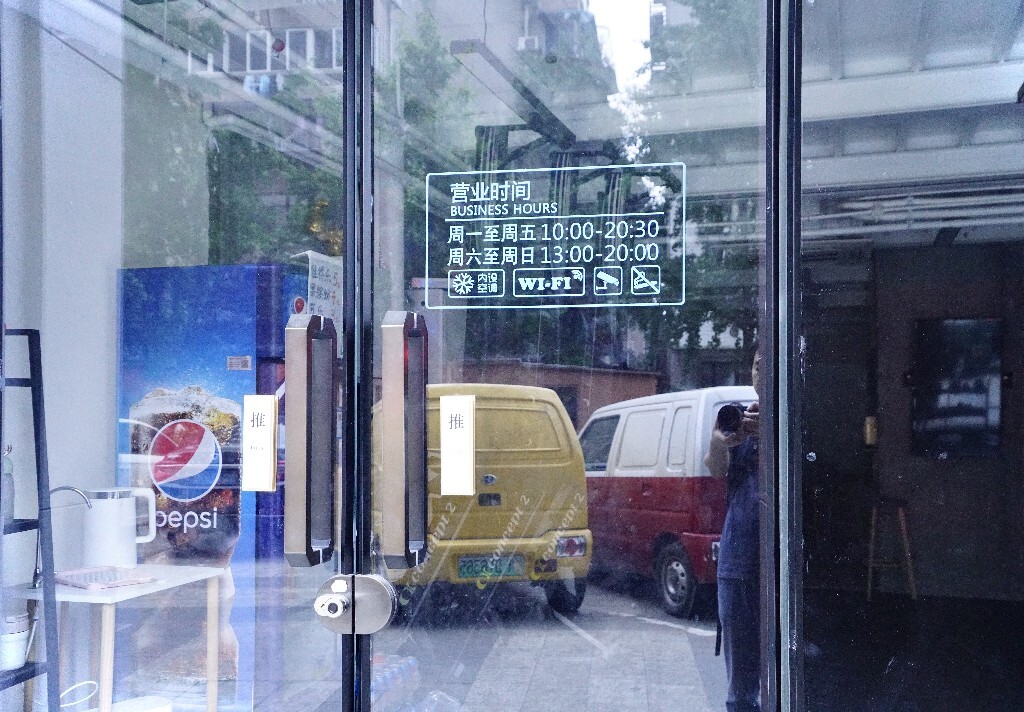 营业时间
BUSINESS HOURS
周一至周五 10:00-20:30
周六至周日 13:00-20:00
内设
空调
WI-FI
推
推
pepsi